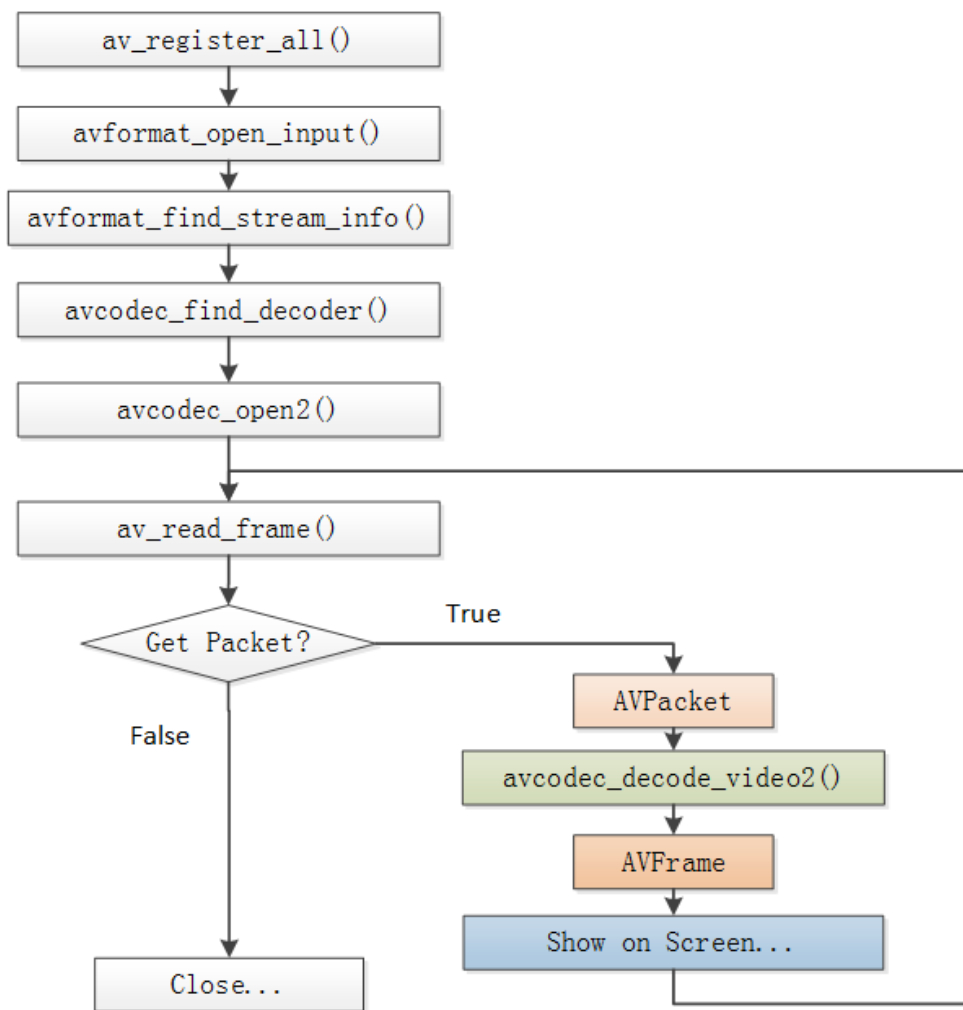 av_register_all()
avformat_open_input()
avformat_find_stream_info()
avcodec_find_decoder()
avcodec_open2()
av_read_frame()
Get Packet?
True
False
AVPacket
avcodec_decode_video2()
AVFrame
Show on Screen...
Close...